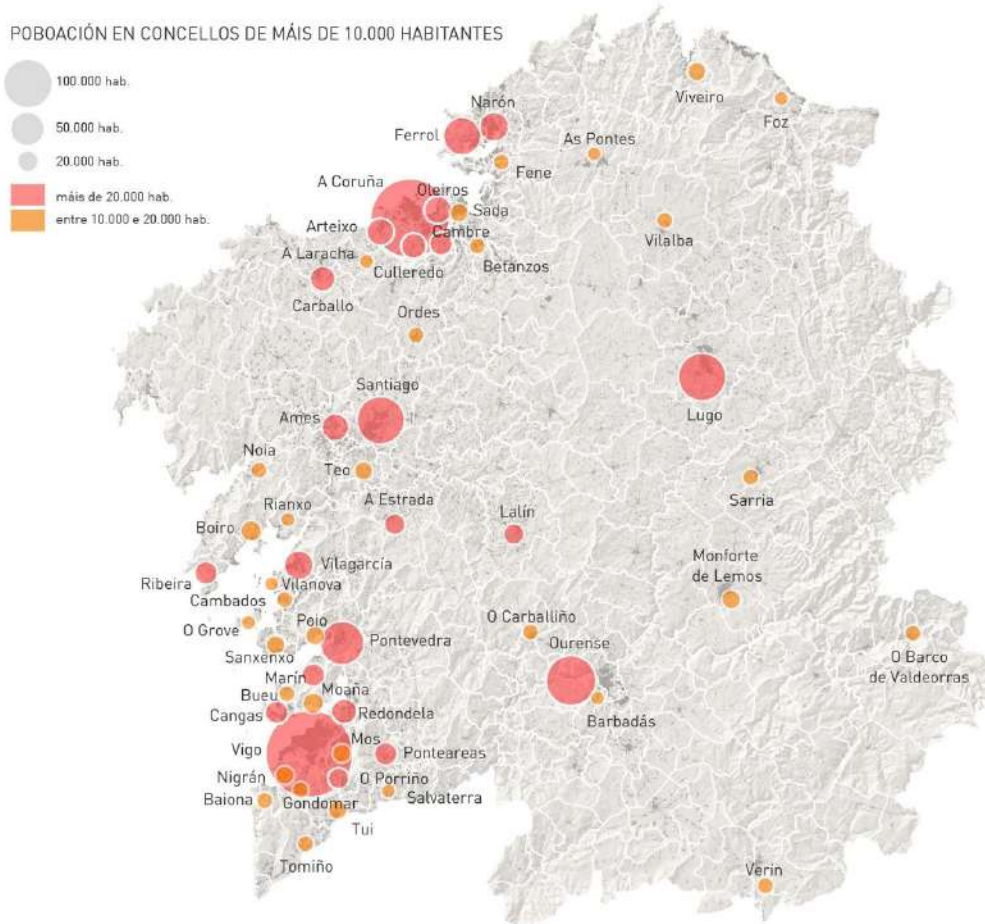 POBOACIÓN EN CONCELLOS DE MÁIS DE 10.000 HABITANTES
100.000 hab.
50.000 hab.
20.000 hab.
máis de 20.000 hab.
entre 10.000 e 20.000 hab.
Viveiro
Foz
Narón
Ferrol
As Pontes
Fene
A Coruña
Oleiros
Sada
Arteixo
Cambre
Vilalba
A Laracha
Culleredo
Betanzos
Carballo
Ordes
Santiago
Lugo
Ames
Noia
Teo
Sarria
A Estrada
Lalín
Rianxo
Boiro
Monforte
de Lemos
Vilagarcía
Ribeira
Vilanova
Cambados
O Grove
Poio
O Carballiño
Sanxenxo
Pontevedra
Ourense
O Barco
de Valdeorras
Marín
Bueu
Moaña
Barbadás
Cangas
Redondela
Vigo
Mos
Ponteareas
Nigrán
O Porriño
Baiona
Gondomar
Salvaterra
Tui
Tomiño
Verin